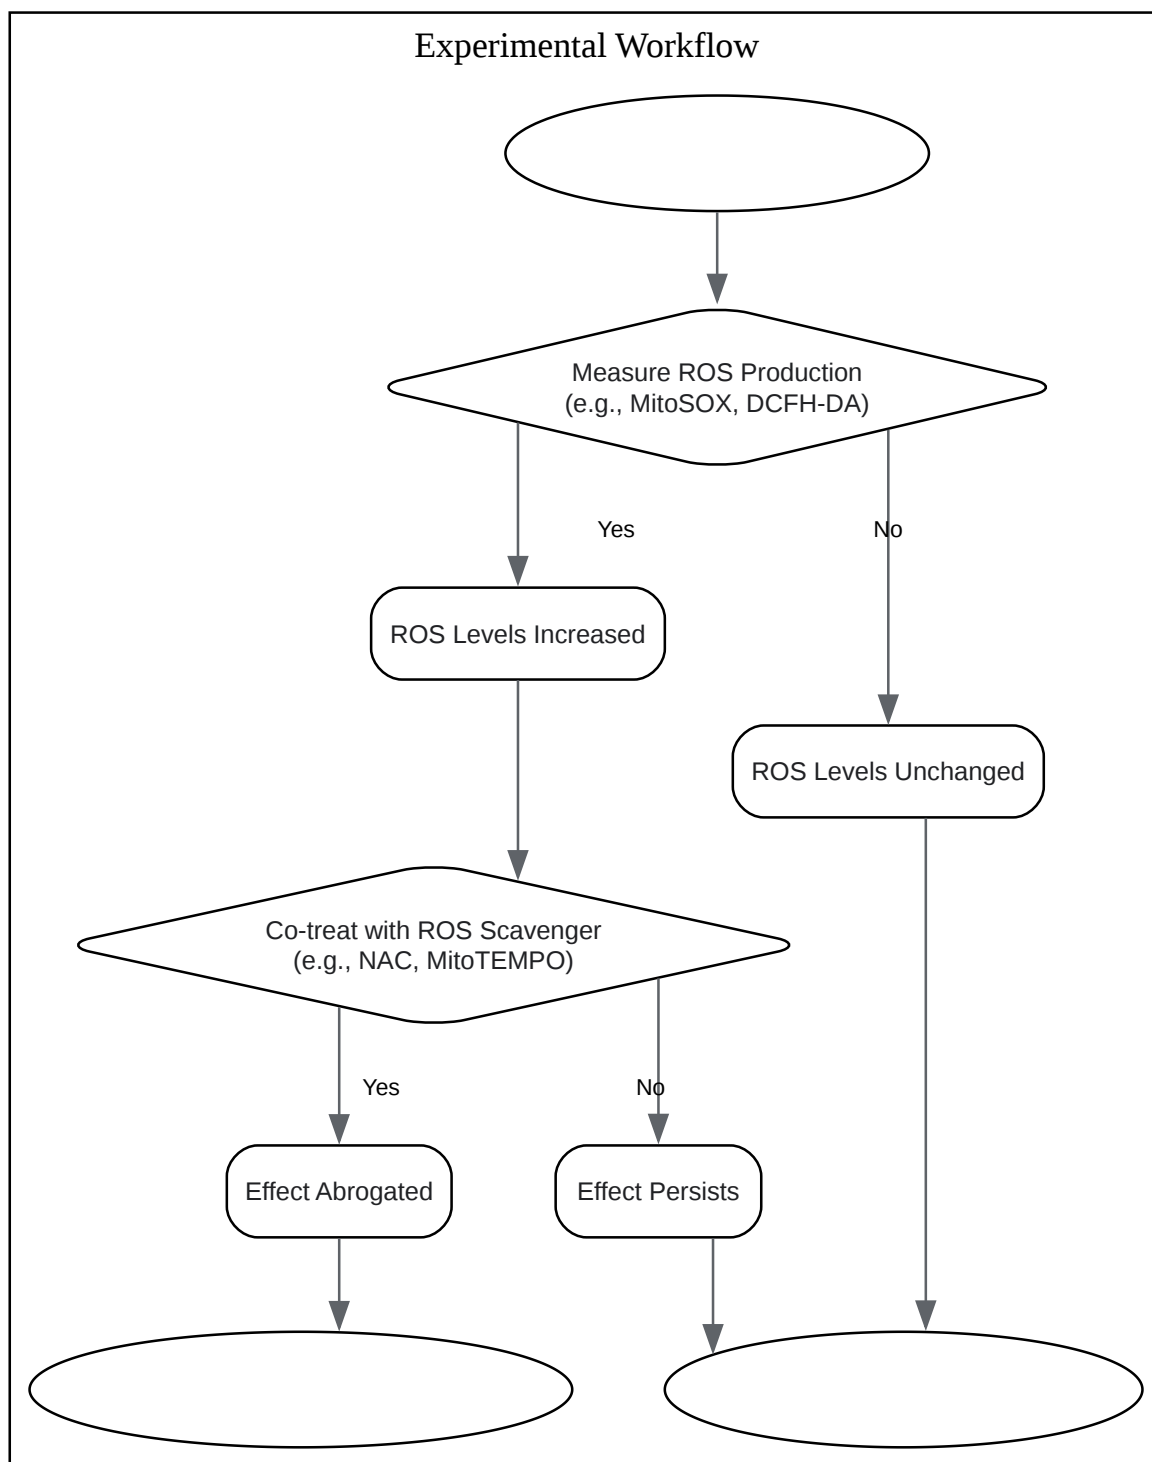 Experimental Workflow
Measure ROS Production
(e.g., MitoSOX, DCFH-DA)
Yes
No
ROS Levels Increased
ROS Levels Unchanged
Co-treat with ROS Scavenger
(e.g., NAC, MitoTEMPO)
Yes
No
Effect Abrogated
Effect Persists